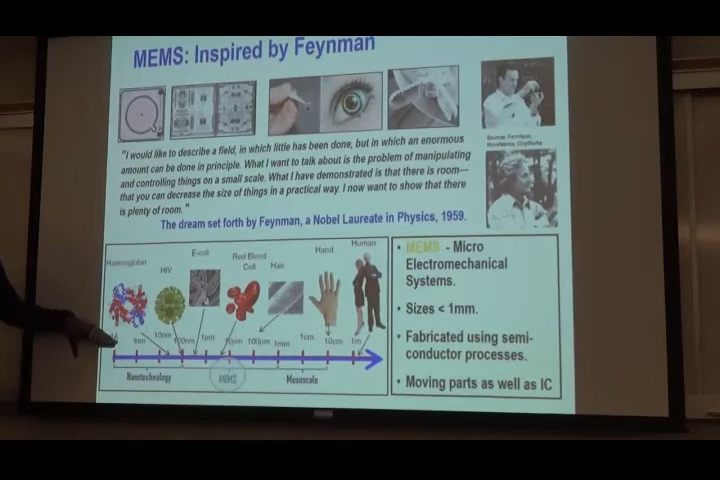 MEMS: Inspired by Feynman
"I would like to describe a field, in which little has been done, but in which an enormous
amount can be done in principle. What I want to talk about is the problem of manipulating
and controlling things on a small scale. What I have demonstrated is that there is room---
that you can decrease the size of things in a practical way. I now want to show that there
is plenty of room."
The dream set forth by Feynman, a Nobel Laureate in Physics, 1959.
Haemoglobin
HIV
E-coli
Red Blood
Cell
Hair
Hand
Human
1nm
10nm
100nm
1µm
10µm
100µm
1mm
1cm
10cm
1m
Nanotechnology
MEMS
Mesoscale
• MEMS - Micro
Electromechanical
Systems.
• Sizes < 1mm.
• Fabricated using semi-
conductor processes.
• Moving parts as well as IC